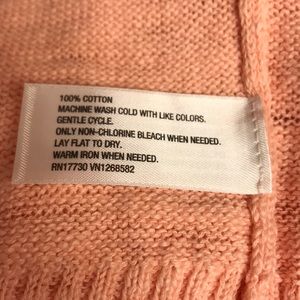 100% COTTON
MACHINE WASH COLD WITH LIKE COLORS.
GENTLE CYCLE.
ONLY NON-CHLORINE BLEACH WHEN NEEDED.
LAY FLAT TO DRY.
WARM IRON WHEN NEEDED.
RN17730 VN1268582